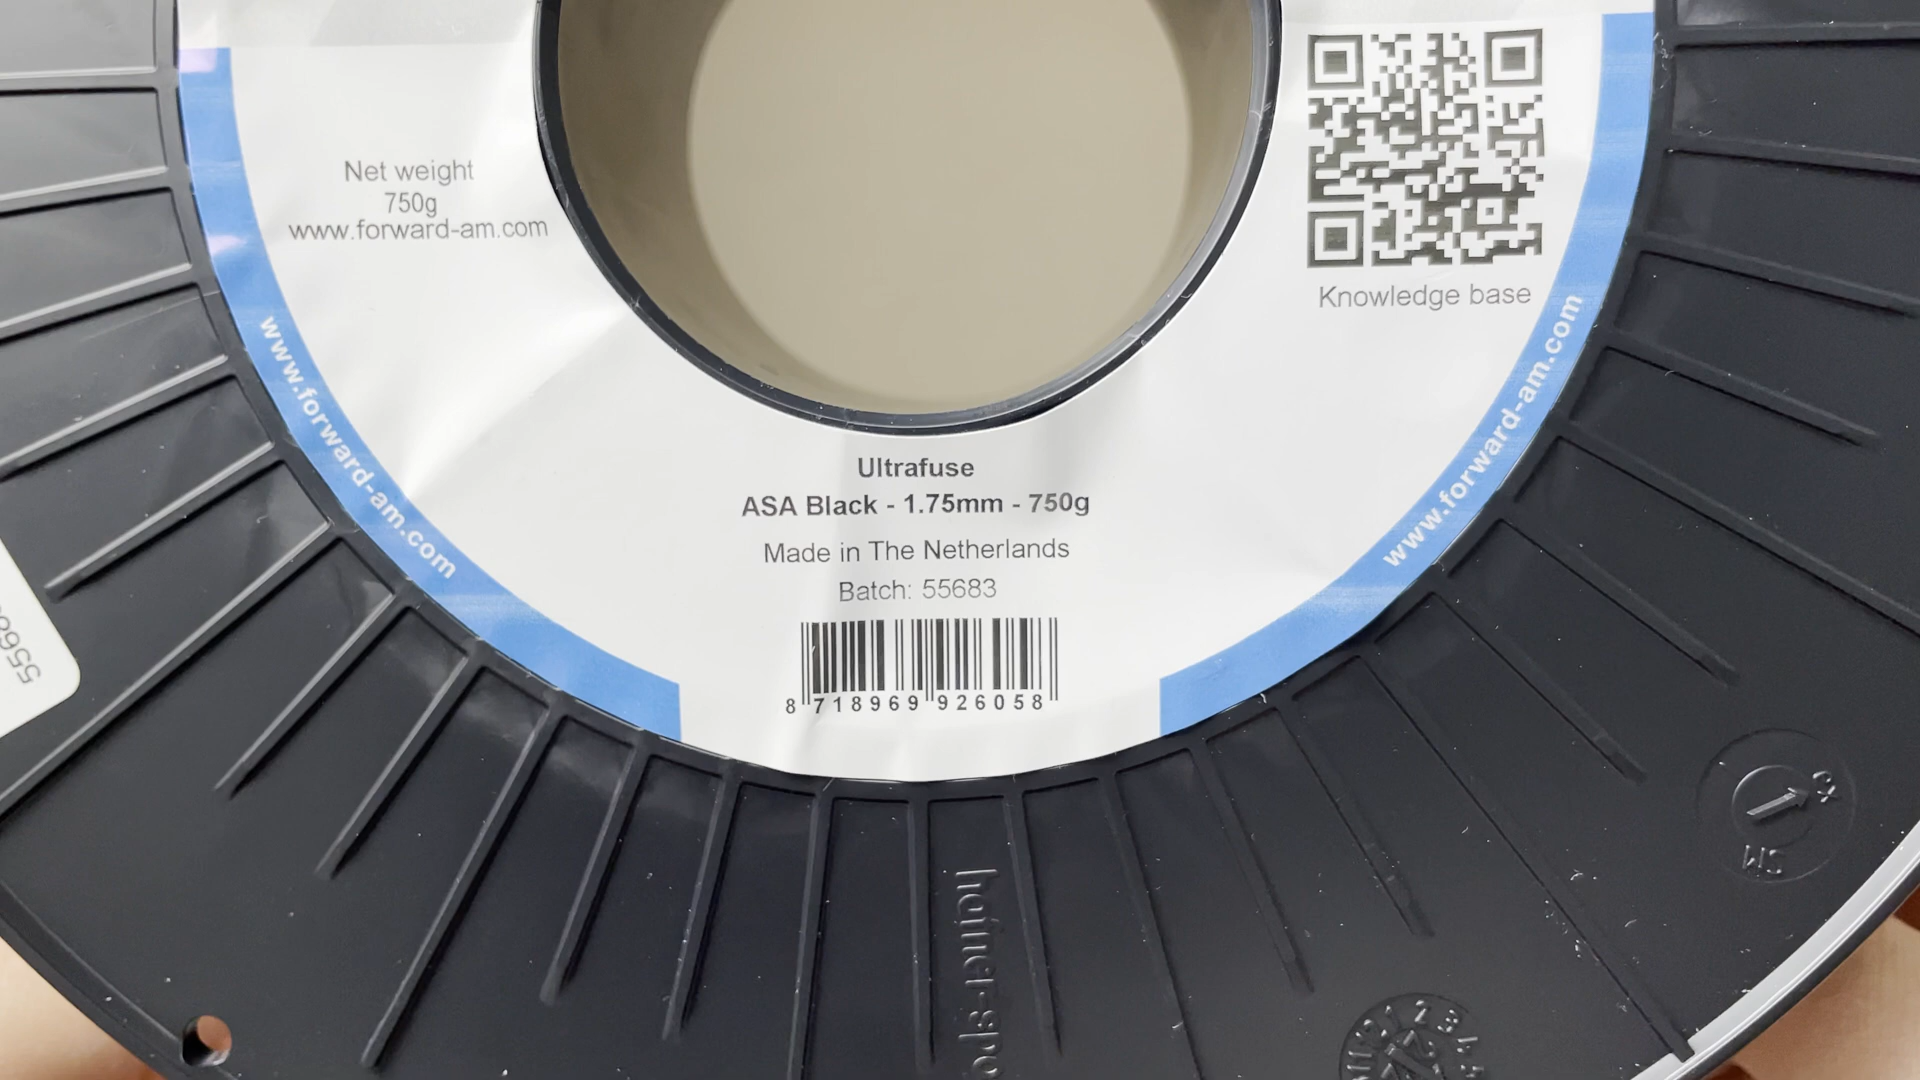 Net weight
750g
www.forward-am.com
Knowledge base
www.forward-am.com
www.forward-am.com
Ultrafuse
ASA Black - 1.75mm - 750g
Made in The Netherlands
Batch: 55683
8 718969 926058